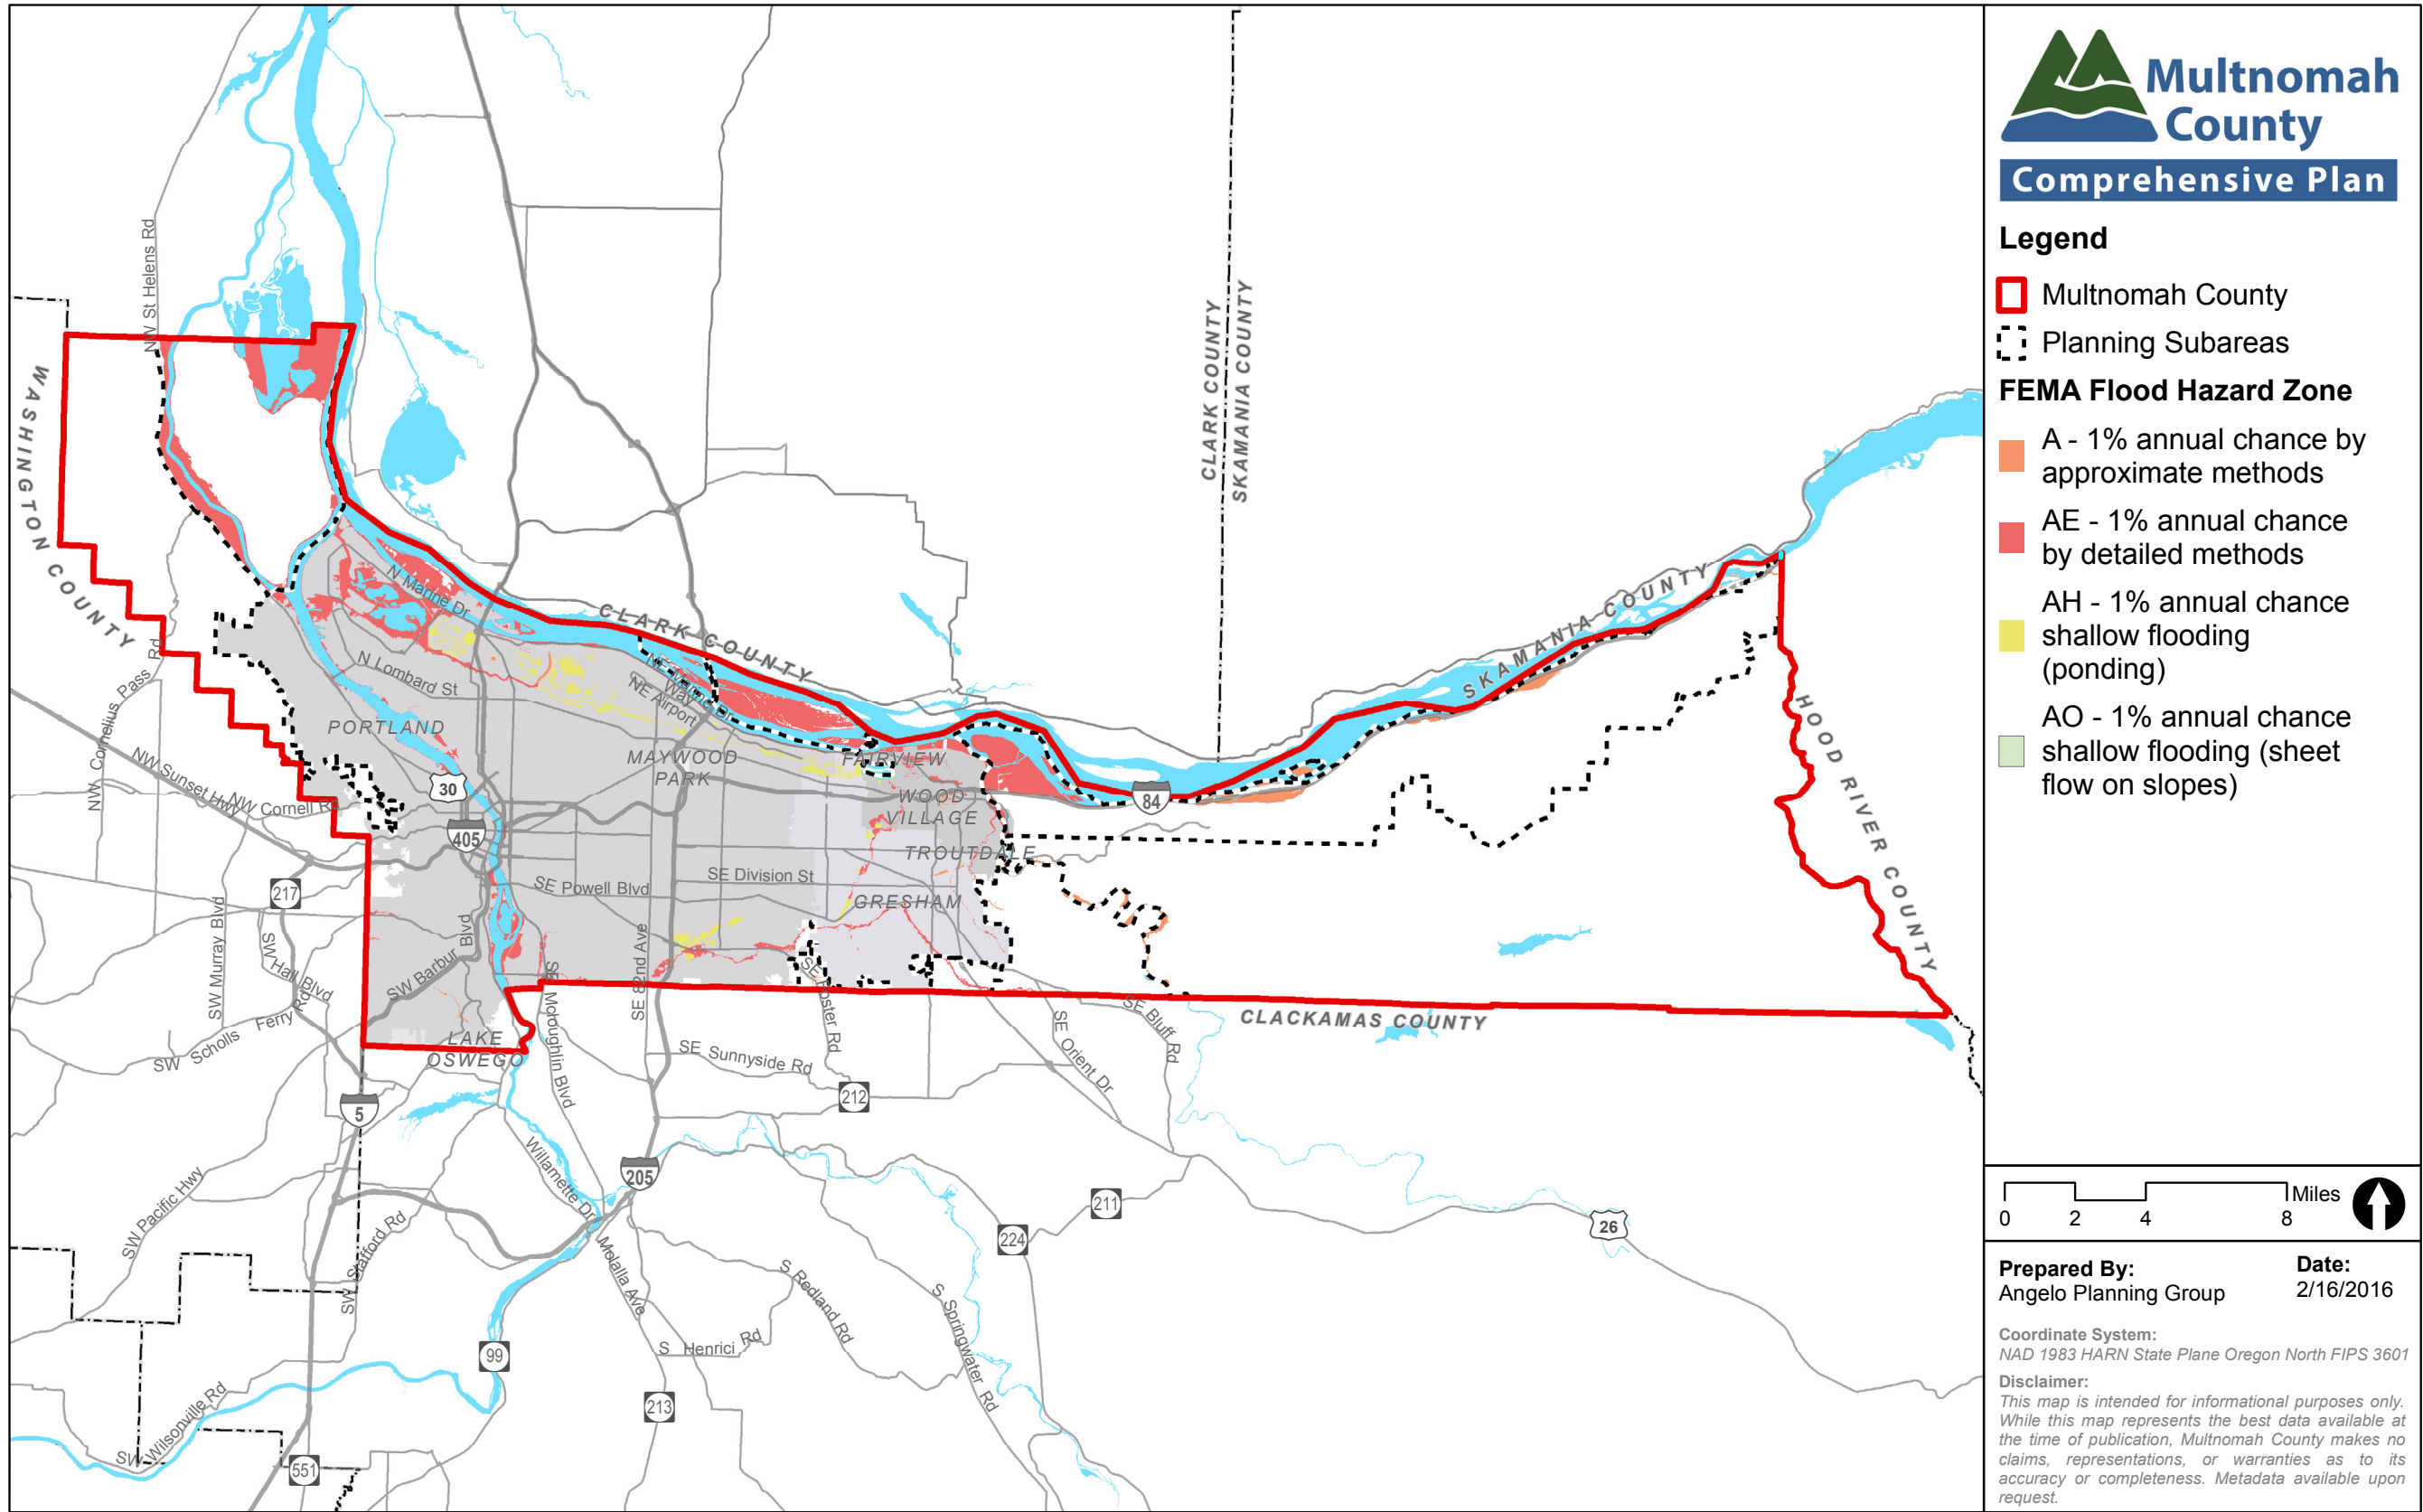 Multnomah
County
Comprehensive Plan
Legend
Multnomah County
Planning Subareas
FEMA Flood Hazard Zone
A - 1% annual chance by
approximate methods
AE - 1% annual chance
by detailed methods
AH - 1% annual chance
shallow flooding
(ponding)
AO - 1% annual chance
shallow flooding (sheet
flow on slopes)
0 2 4 8 Miles
Prepared By:
Angelo Planning Group
Date:
2/16/2016
Coordinate System:
NAD 1983 HARN State Plane Oregon North FIPS 3601
Disclaimer:
This map is intended for informational purposes only.
While this map represents the best data available at
the time of publication, Multnomah County makes no
claims, representations, or warranties as to its
accuracy or completeness. Metadata available upon
request.
NW St Helens Rd
WASHINGTON COUNTY
CLARK COUNTY
SKAMANIA COUNTY
CLARK COUNTY
SKAMANIA COUNTY
HOOD RIVER COUNTY
CLACKAMAS COUNTY
N Marine Dr
N Lombard St
NE Marine Dr
NE Airport Way
PORTLAND
MAYWOOD
PARK
FAIRVIEW
WOOD
VILLAGE
TROUTDALE
GRESHAM
LAKE
OSWEGO
NW Cornelius Pass Rd
NW Sunset Hwy
NW Cornell Rd
30
405
84
217
SE Powell Blvd
SE Division St
SW Murray Blvd
SW Hall Blvd
SW Barbur Blvd
SE 82nd Ave
SE Foster Rd
SW Scholls Ferry Rd
SE Mcloughlin Blvd
SE Sunnyside Rd
SE Orient Dr
SE Bluff Rd
5
212
205
211
224
26
SW Pacific Hwy
SW Stafford Rd
Willamette Dr
Molalla Ave
S Redland Rd
S Springwater Rd
S Henrici Rd
99
213
SW Wilsonville Rd
551